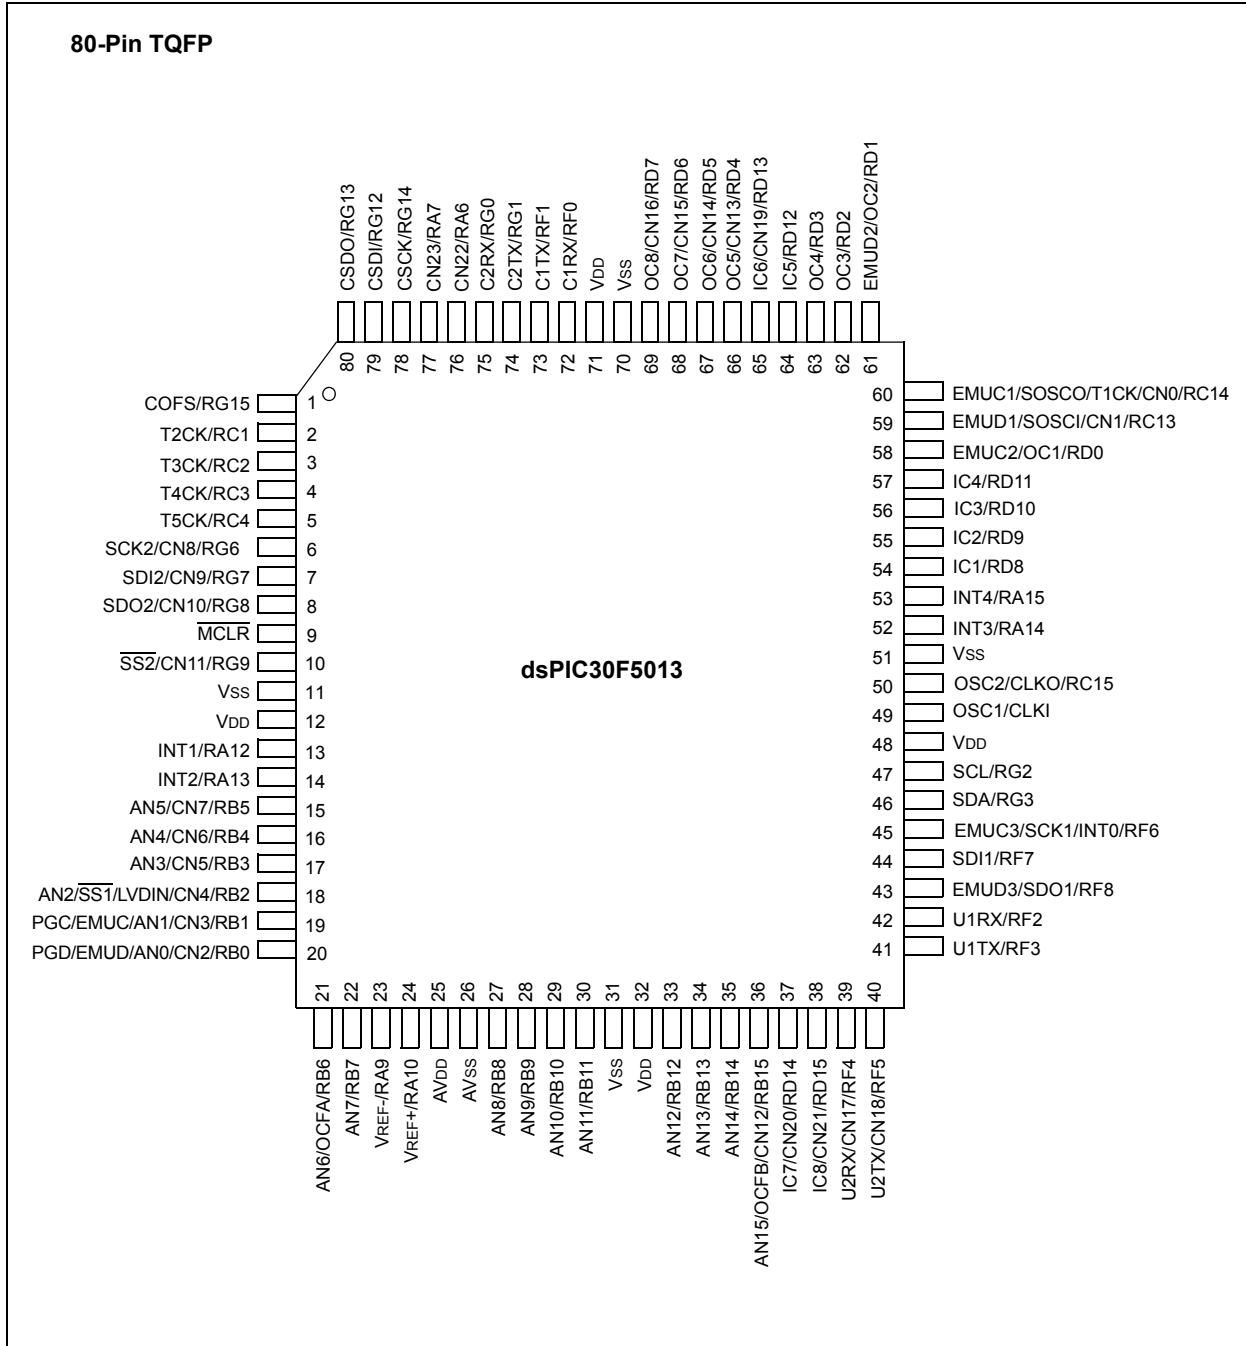 80-Pin TQFP
CSDO/RG13
CSDI/RG12
CSCK/RG14
CN23/RA7
CN22/RA6
C2RX/RG0
C2TX/RG1
C1TX/RF1
C1RX/RF0
VDD
VSS
OC8/CN16/RD7
OC7/CN15/RD6
OC6/CN14/RD5
OC5/CN13/RD4
IC6/CN19/RD13
IC5/RD12
OC4/RD3
OC3/RD2
EMUD2/OC2/RD1
80
79
78
77
76
75
74
73
72
71
70
69
68
67
66
65
64
63
62
61
COFS/RG15 1
T2CK/RC1 2
T3CK/RC2 3
T4CK/RC3 4
T5CK/RC4 5
SCK2/CN8/RG6 6
SDI2/CN9/RG7 7
SDO2/CN10/RG8 8
MCLR 9
SS2/CN11/RG9 10
VSS 11
VDD 12
INT1/RA12 13
INT2/RA13 14
AN5/CN7/RB5 15
AN4/CN6/RB4 16
AN3/CN5/RB3 17
AN2/SS1/LVDIN/CN4/RB2 18
PGC/EMUC/AN1/CN3/RB1 19
PGD/EMUD/AN0/CN2/RB0 20
dsPIC30F5013
60 EMUC1/SOSCO/T1CK/CN0/RC14
59 EMUD1/SOSCI/CN1/RC13
58 EMUC2/OC1/RD0
57 IC4/RD11
56 IC3/RD10
55 IC2/RD9
54 IC1/RD8
53 INT4/RA15
52 INT3/RA14
51 VSS
50 OSC2/CLKO/RC15
49 OSC1/CLKI
48 VDD
47 SCL/RG2
46 SDA/RG3
45 EMUC3/SCK1/INT0/RF6
44 SDI1/RF7
43 EMUD3/SDO1/RF8
42 U1RX/RF2
41 U1TX/RF3
21
22
23
24
25
26
27
28
29
30
31
32
33
34
35
36
37
38
39
40
AN6/OCFA/RB6
AN7/RB7
VREF-/RA9
VREF+/RA10
AVDD
AVSS
AN8/RB8
AN9/RB9
AN10/RB10
AN11/RB11
VSS
VDD
AN12/RB12
AN13/RB13
AN14/RB14
AN15/OCFB/CN12/RB15
IC7/CN20/RD14
IC8/CN21/RD15
U2RX/CN17/RF4
U2TX/CN18/RF5